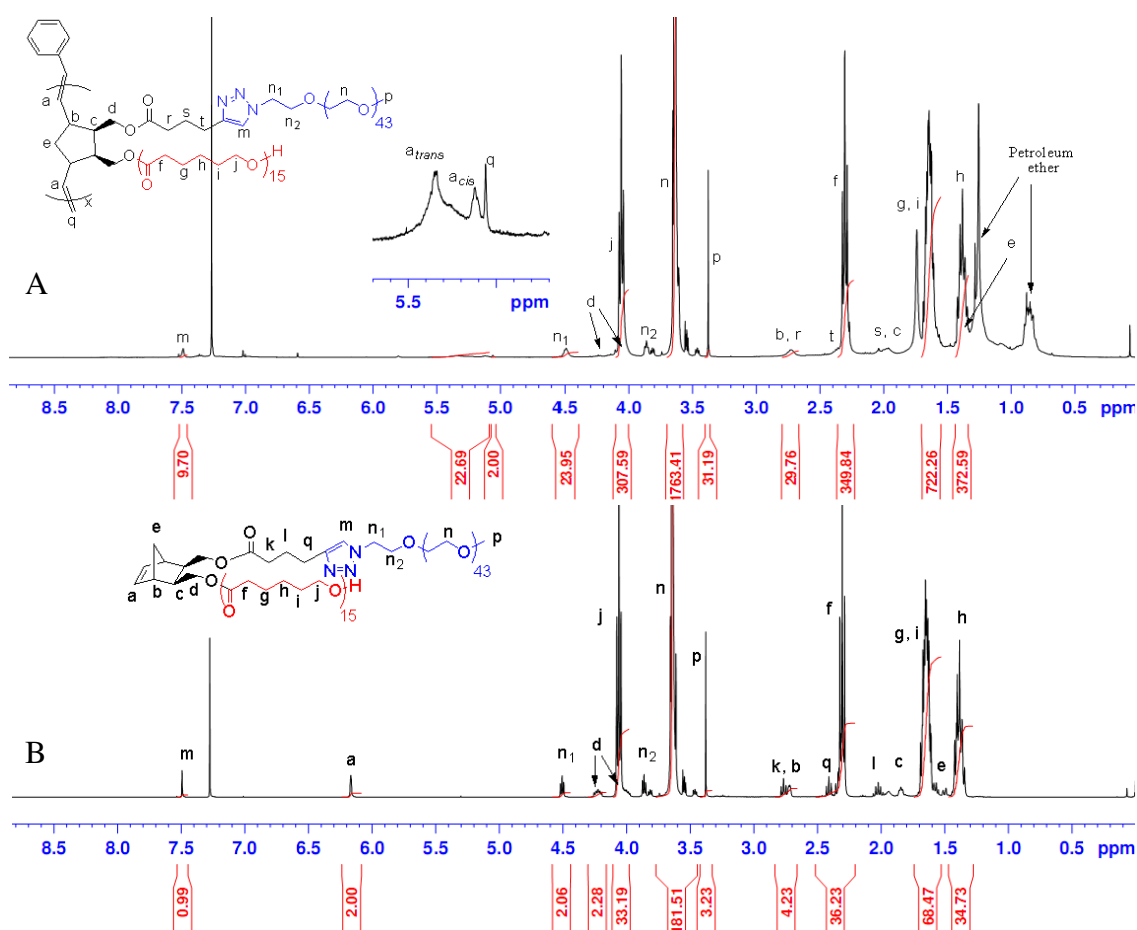 A
a
b
c
d
e
a
q
x
O
O
r
s
t
N N
N
m
n₁
O
n₂
n
O
p
43
O
O
f
g
h
i
j
O H
15
a_trans
a_cis
q
5.5
ppm
m
n₁
d
j
n₂
n
p
b, r
t
f
s, c
g, i
h
e
Petroleum
ether
8.5 8.0 7.5 7.0 6.5 6.0 5.5 5.0 4.5 4.0 3.5 3.0 2.5 2.0 1.5 1.0 0.5 ppm
9.70 22.69 2.00 23.95 307.59 1763.41 31.19 29.76 349.84 722.26 372.59
B
e
a
b
c
d
O
O
k
l
q
m
N
N=N
n₁
O
n₂
n
O
p
43
O
O
f
g
h
i
j
O H
15
m
a
n₁
d
j
n₂
n
p
k, b
q
f
l
c
g, i
e
h
8.5 8.0 7.5 7.0 6.5 6.0 5.5 5.0 4.5 4.0 3.5 3.0 2.5 2.0 1.5 1.0 ppm
0.99 2.00 2.06 2.28 33.19 181.51 3.23 4.23 36.23 68.47 34.73